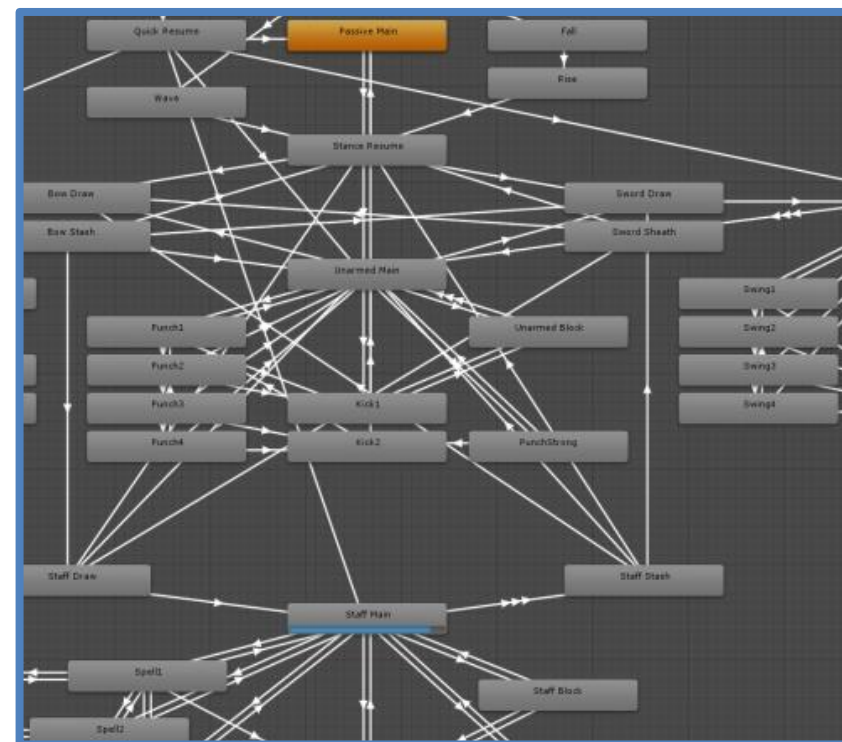 Quick Resume
Passive Main
Fall
Rise
Wave
Stance Resume
Bow Draw
Sword Draw
Bow Stash
Sword Sheath
Unarmed Main
Swing1
Punch1
Unarmed Block
Swing2
Punch2
Swing3
Punch3
Kick1
Swing4
Punch4
Kick2
PunchStrong
Staff Draw
Staff Stash
Staff Main
Spell1
Staff Block
Spell2